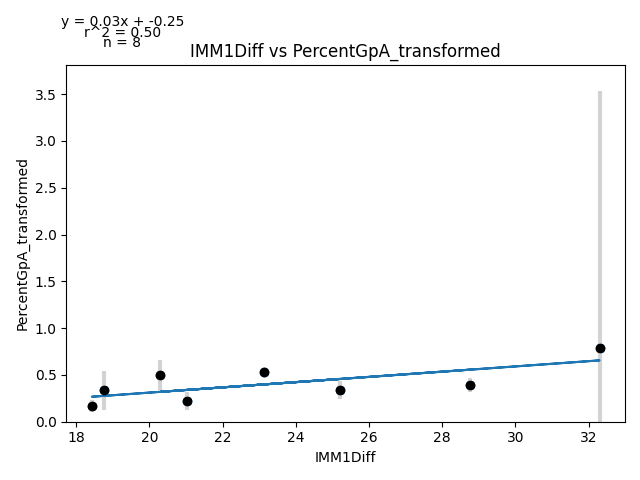 y = 0.03x + -0.25
r^2 = 0.50
n = 8
IMM1Diff vs PercentGpA_transformed
PercentGpA_transformed
3.5
3.0
2.5
2.0
1.5
1.0
0.5
0.0
18 20 22 24 26 28 30 32
IMM1Diff